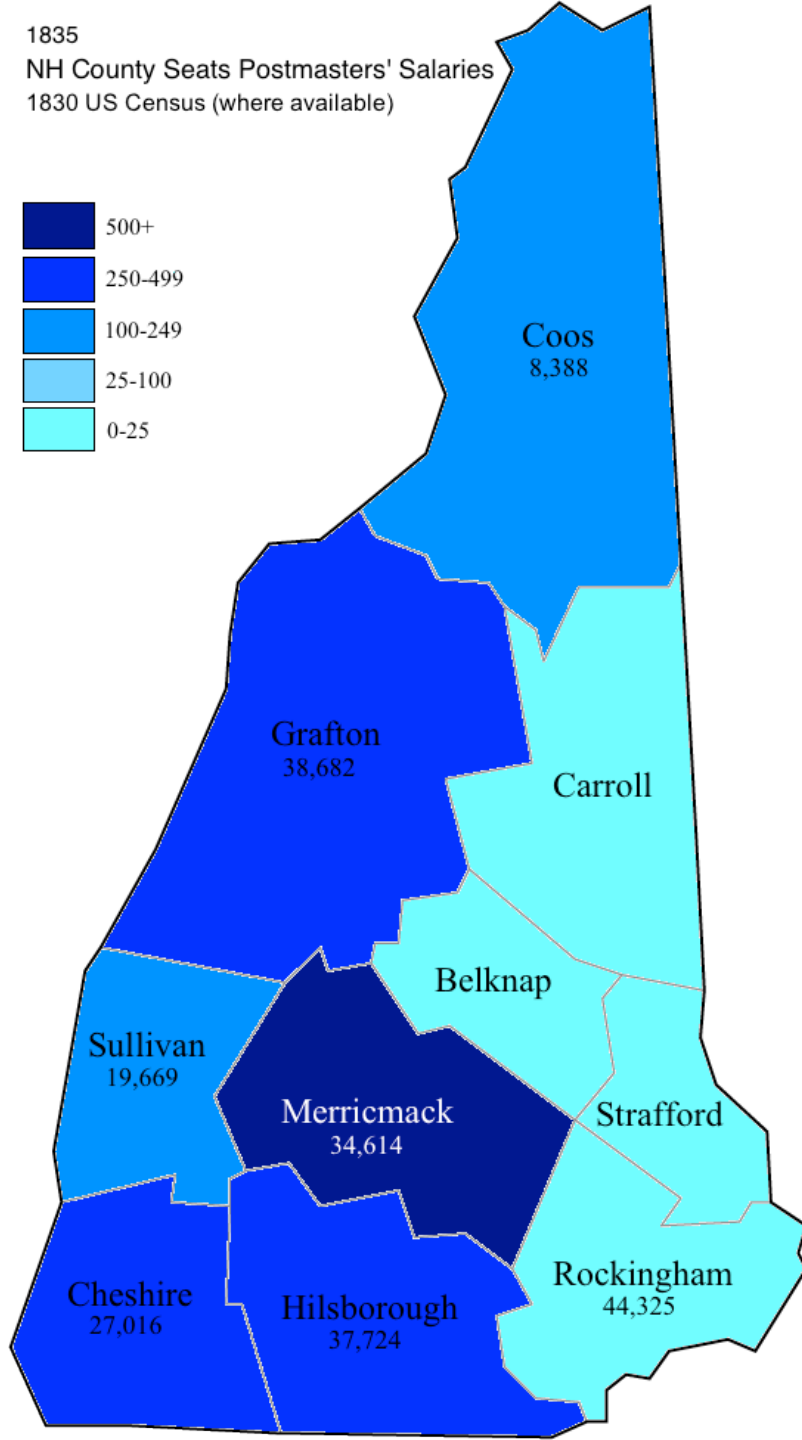 1835
NH County Seats Postmasters' Salaries
1830 US Census (where available)
500+
250-499
100-249
25-100
0-25
Coos
8,388
Grafton
38,682
Carroll
Belknap
Sullivan
19,669
Merricmack
34,614
Strafford
Rockingham
44,325
Cheshire
27,016
Hilsborough
37,724